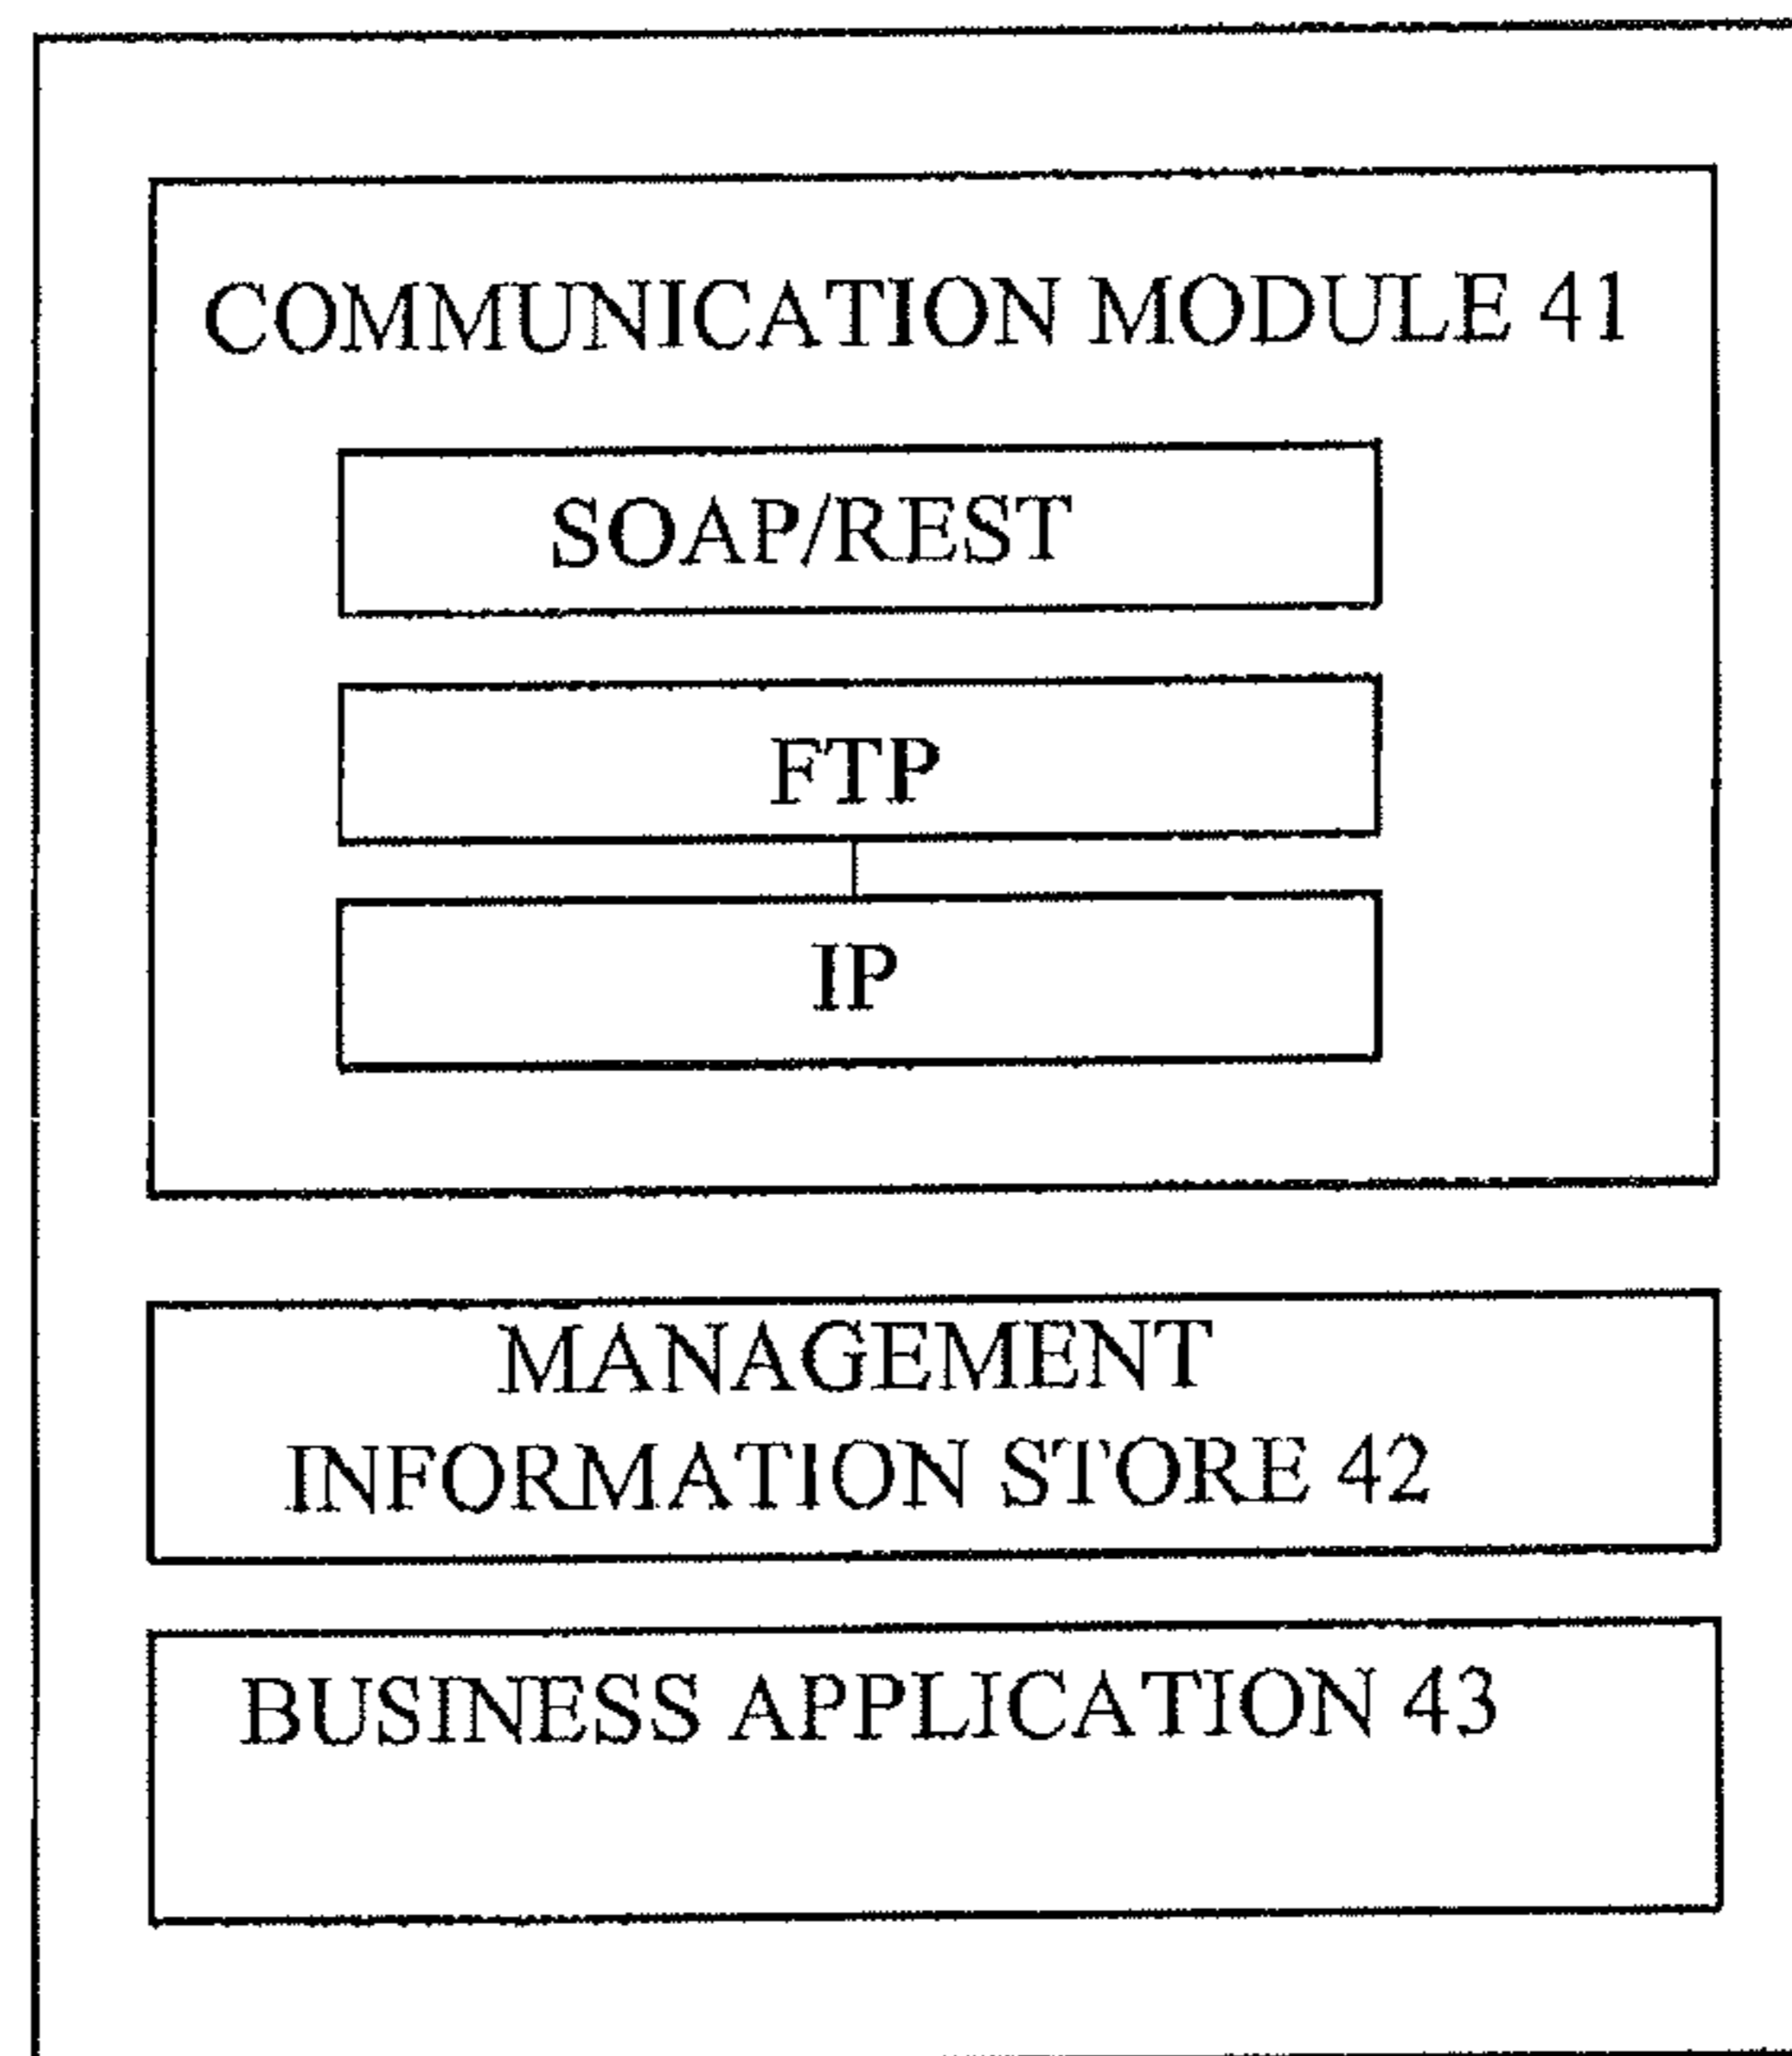 COMMUNICATION MODULE 41
SOAP/REST
FTP
IP
MANAGEMENT
INFORMATION STORE 42
BUSINESS APPLICATION 43